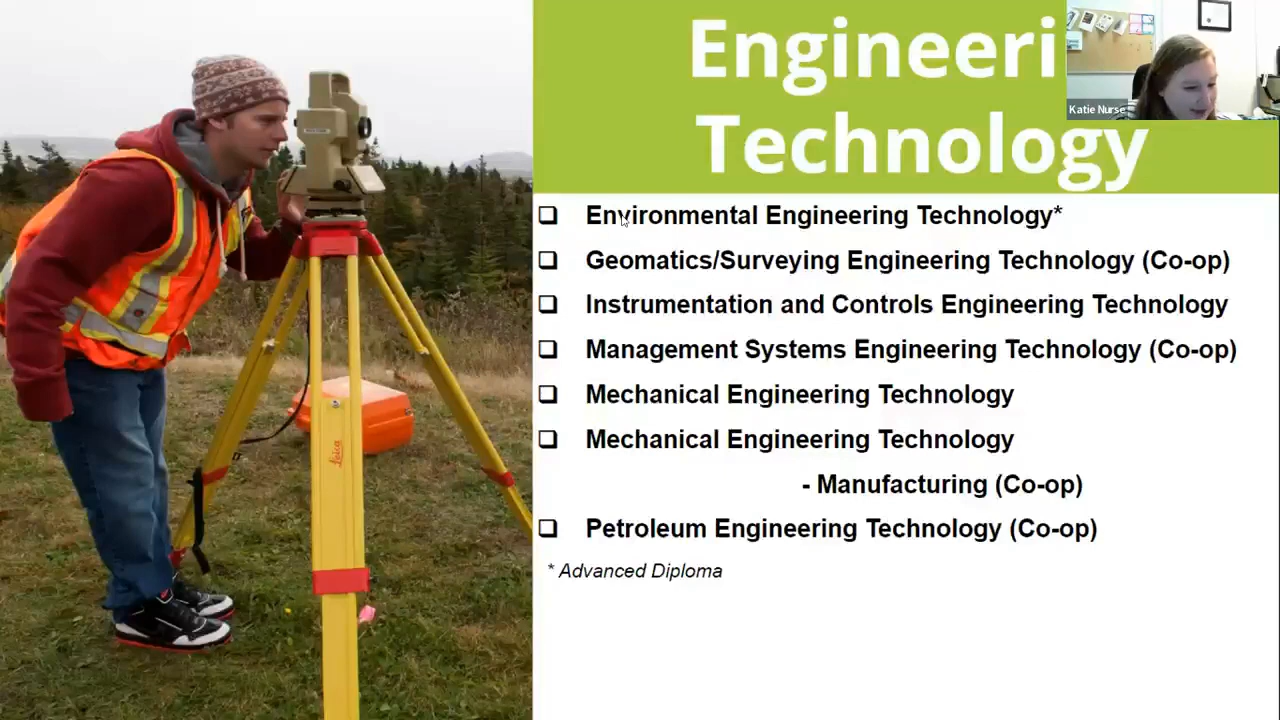 Engineeri
Technology
Katie Nurse
Environmental Engineering Technology*
Geomatics/Surveying Engineering Technology (Co-op)
Instrumentation and Controls Engineering Technology
Management Systems Engineering Technology (Co-op)
Mechanical Engineering Technology
Mechanical Engineering Technology
- Manufacturing (Co-op)
Petroleum Engineering Technology (Co-op)
* Advanced Diploma
Leica